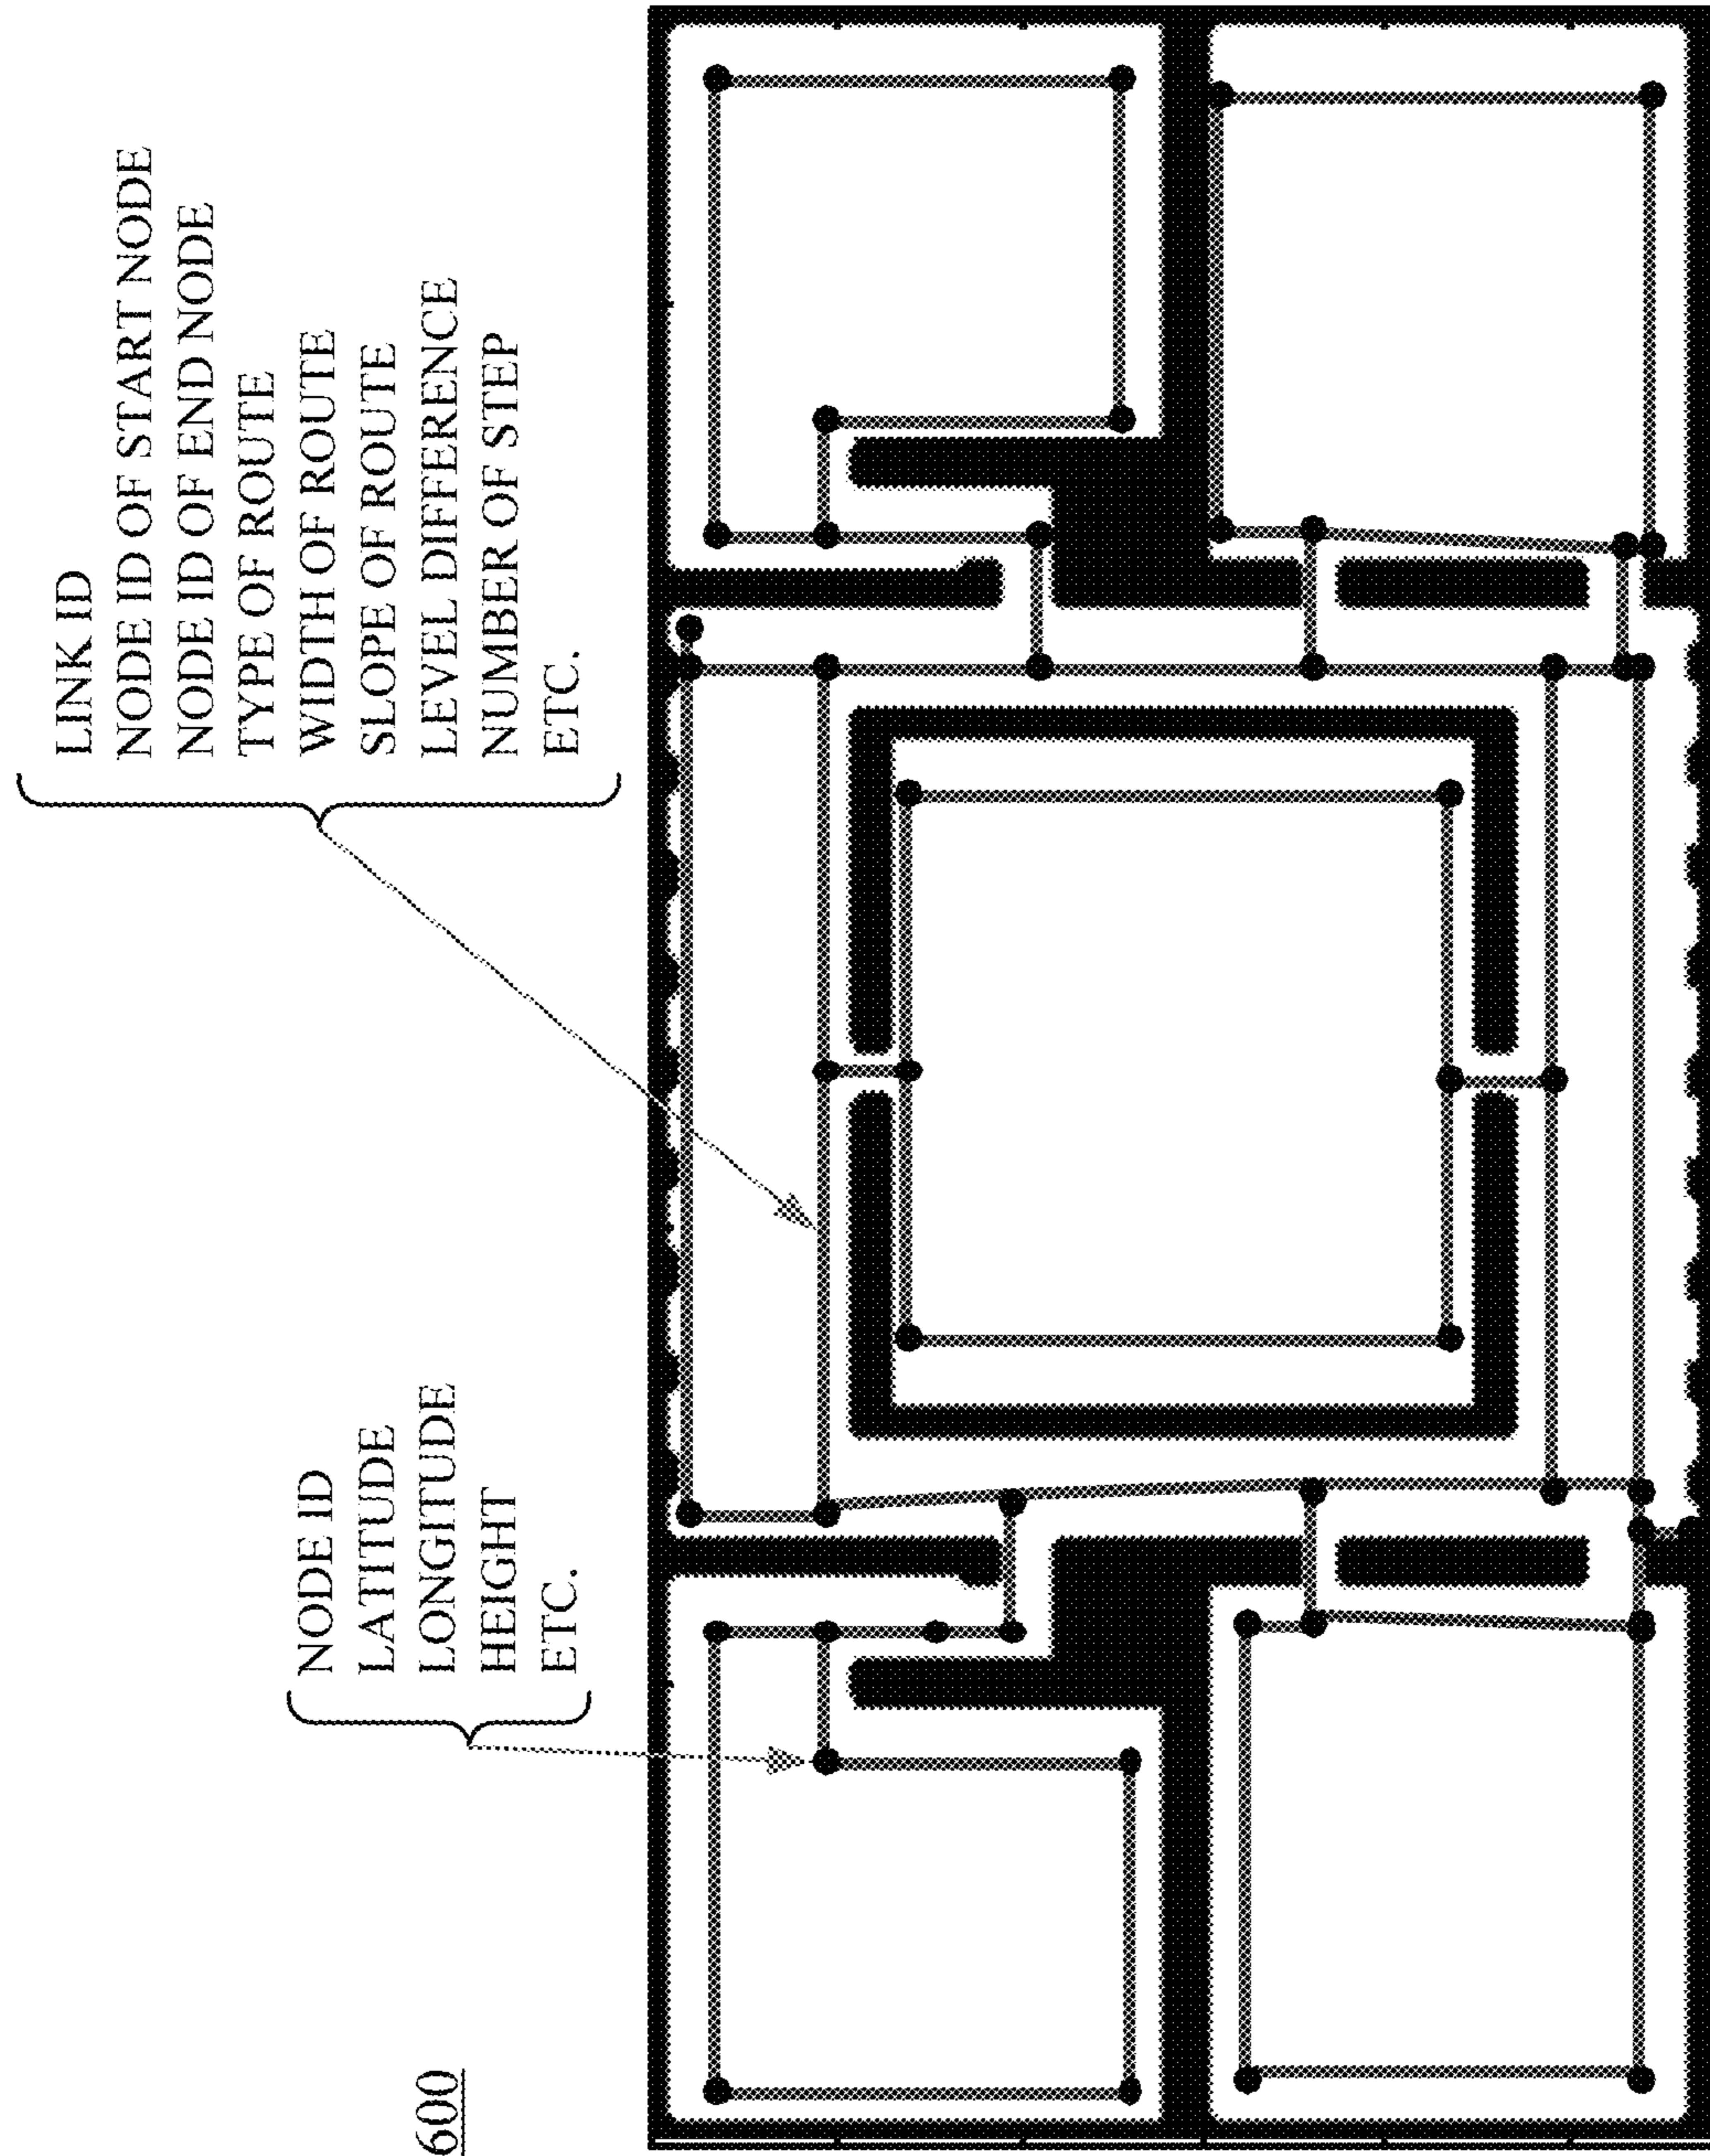 600
NODE ID
LATITUDE
LONGITUDE
HEIGHT
ETC.
LINK ID
NODE ID OF START NODE
NODE ID OF END NODE
TYPE OF ROUTE
WIDTH OF ROUTE
SLOPE OF ROUTE
LEVEL DIFFERENCE
NUMBER OF STEP
ETC.